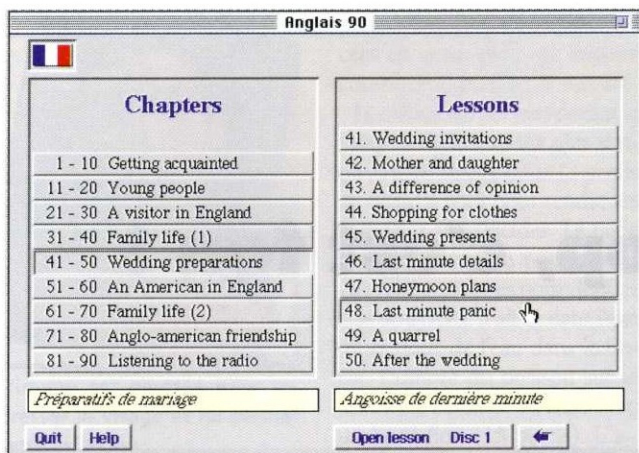 Anglais 90
Chapters
1 - 10 Getting acquainted
11 - 20 Young people
21 - 30 A visitor in England
31 - 40 Family life (1)
41 - 50 Wedding preparations
51 - 60 An American in England
61 - 70 Family life (2)
71 - 80 Anglo-american friendship
81 - 90 Listening to the radio
Préparatifs de mariage
Quit Help
Lessons
41. Wedding invitations
42. Mother and daughter
43. A difference of opinion
44. Shopping for clothes
45. Wedding presents
46. Last minute details
47. Honeymoon plans
48. Last minute panic
49. A quarrel
50. After the wedding
Angoisse de dernière minute
Open lesson Disc 1